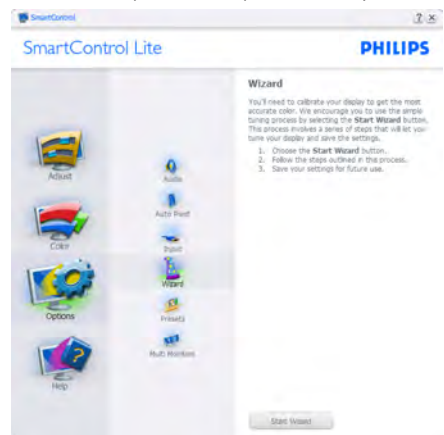 SmartControl
? x
SmartControl Lite
PHILIPS
Adjust
Color
Options
Help
Audio
Auto Pivot
Input
Wizard
Presets
Multi Monitors
Wizard
You'll need to calibrate your display to get the most
accurate color. We encourage you to use the simple
tuning process by selecting the Start Wizard button.
This process involves a series of steps that will let you
tune your display and save the settings.
1. Choose the Start Wizard button.
2. Follow the steps outlined in this process.
3. Save your settings for future use.
Start Wizard